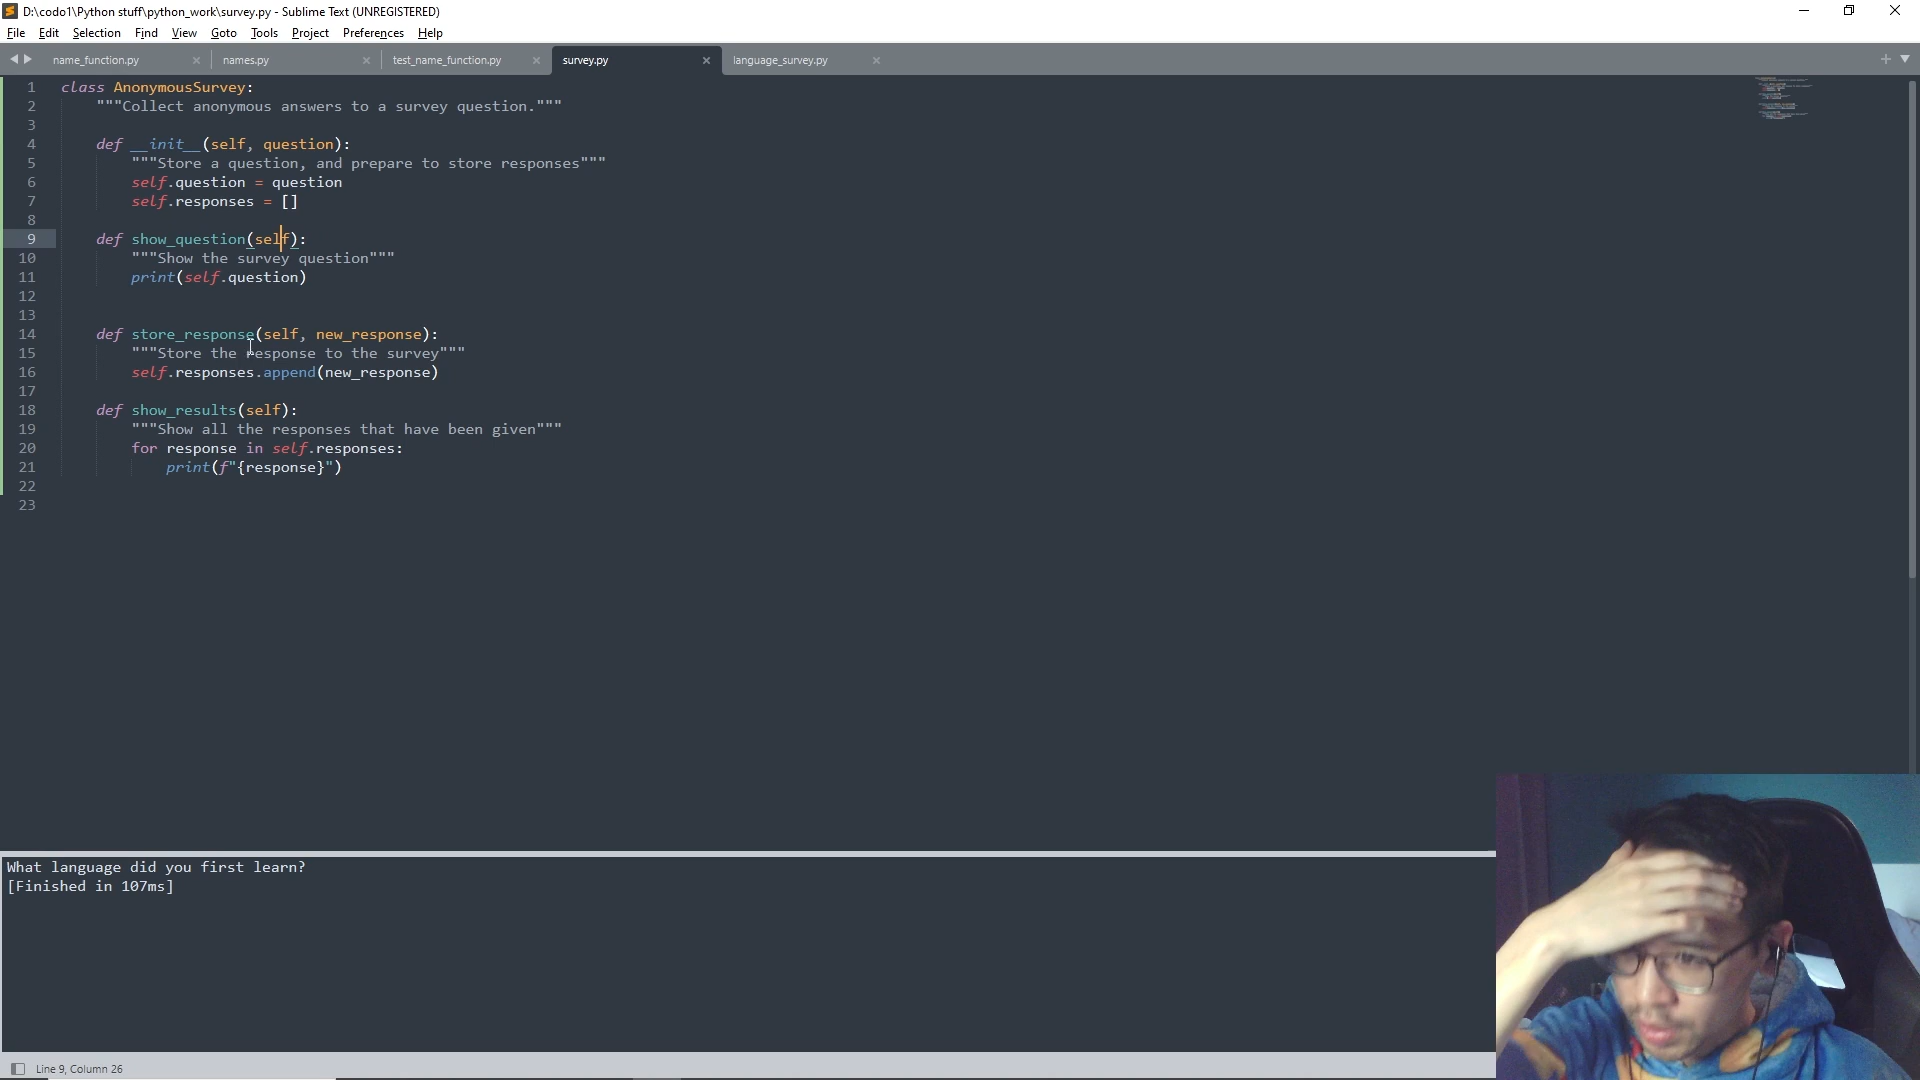 D:\codo1\Python stuff\python_work\survey.py - Sublime Text (UNREGISTERED)
File Edit Selection Find View Goto Tools Project Preferences Help
name_function.py names.py test_name_function.py survey.py language_survey.py
1 class AnonymousSurvey:
2 """Collect anonymous answers to a survey question."""
3
4 def __init__(self, question):
5 """Store a question, and prepare to store responses"""
6 self.question = question
7 self.responses = []
8
9 def show_question(self):
10 """Show the survey question"""
11 print(self.question)
12
13
14 def store_response(self, new_response):
15 """Store the response to the survey"""
16 self.responses.append(new_response)
17
18 def show_results(self):
19 """Show all the responses that have been given"""
20 for response in self.responses:
21 print(f"{response}")
22
23
What language did you first learn?
[Finished in 107ms]
Line 9, Column 26